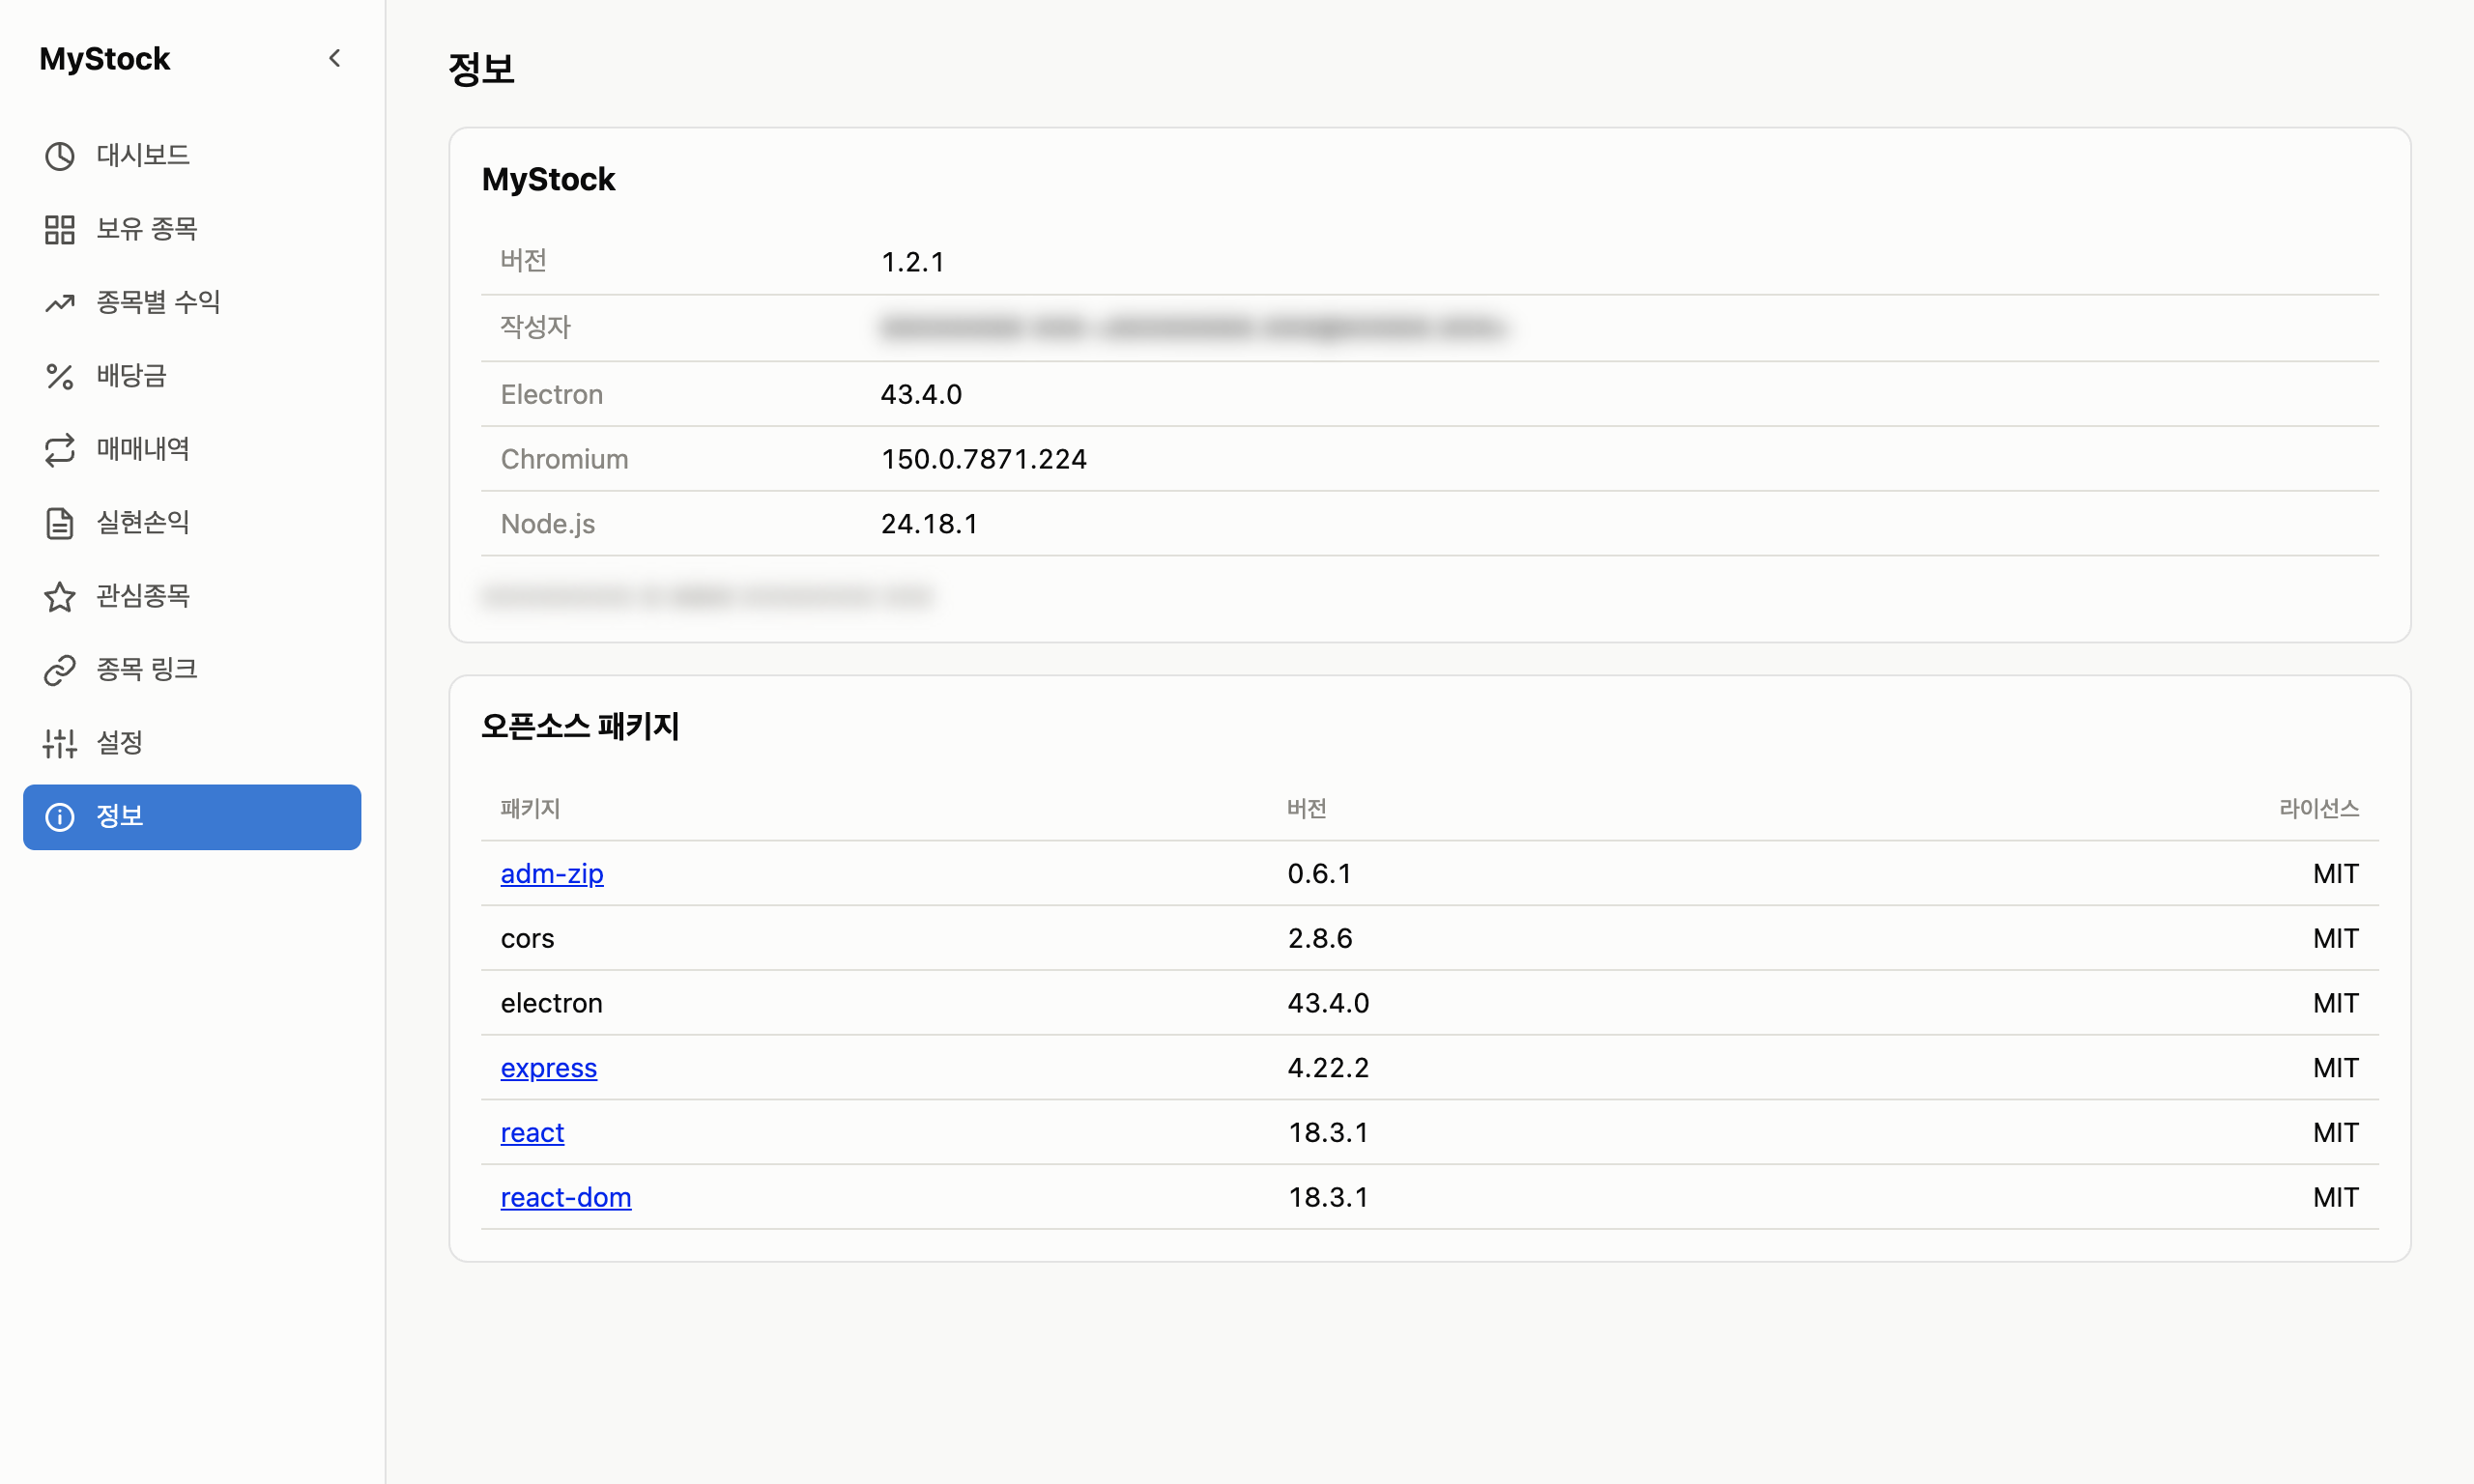 MyStock
대시보드
보유 종목
종목별 수익
배당금
매매내역
실현손익
관심종목
종목 링크
설정
정보
정보
MyStock
버전 1.2.1
작성자
Electron 43.4.0
Chromium 150.0.7871.224
Node.js 24.18.1
오픈소스 패키지
패키지 버전 라이선스
adm-zip 0.6.1 MIT
cors 2.8.6 MIT
electron 43.4.0 MIT
express 4.22.2 MIT
react 18.3.1 MIT
react-dom 18.3.1 MIT